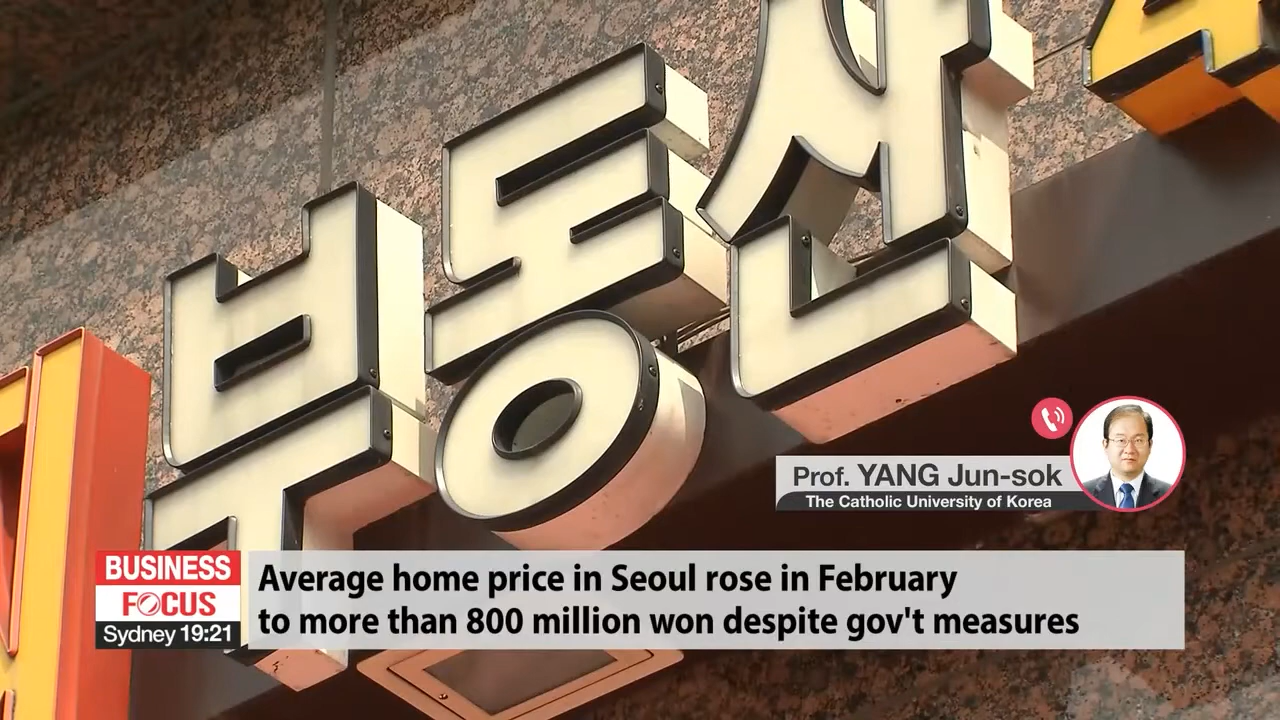 부동산
Prof. YANG Jun-sok
The Catholic University of Korea
BUSINESS
FOCUS
Sydney 19:21
Average home price in Seoul rose in February
to more than 800 million won despite gov't measures